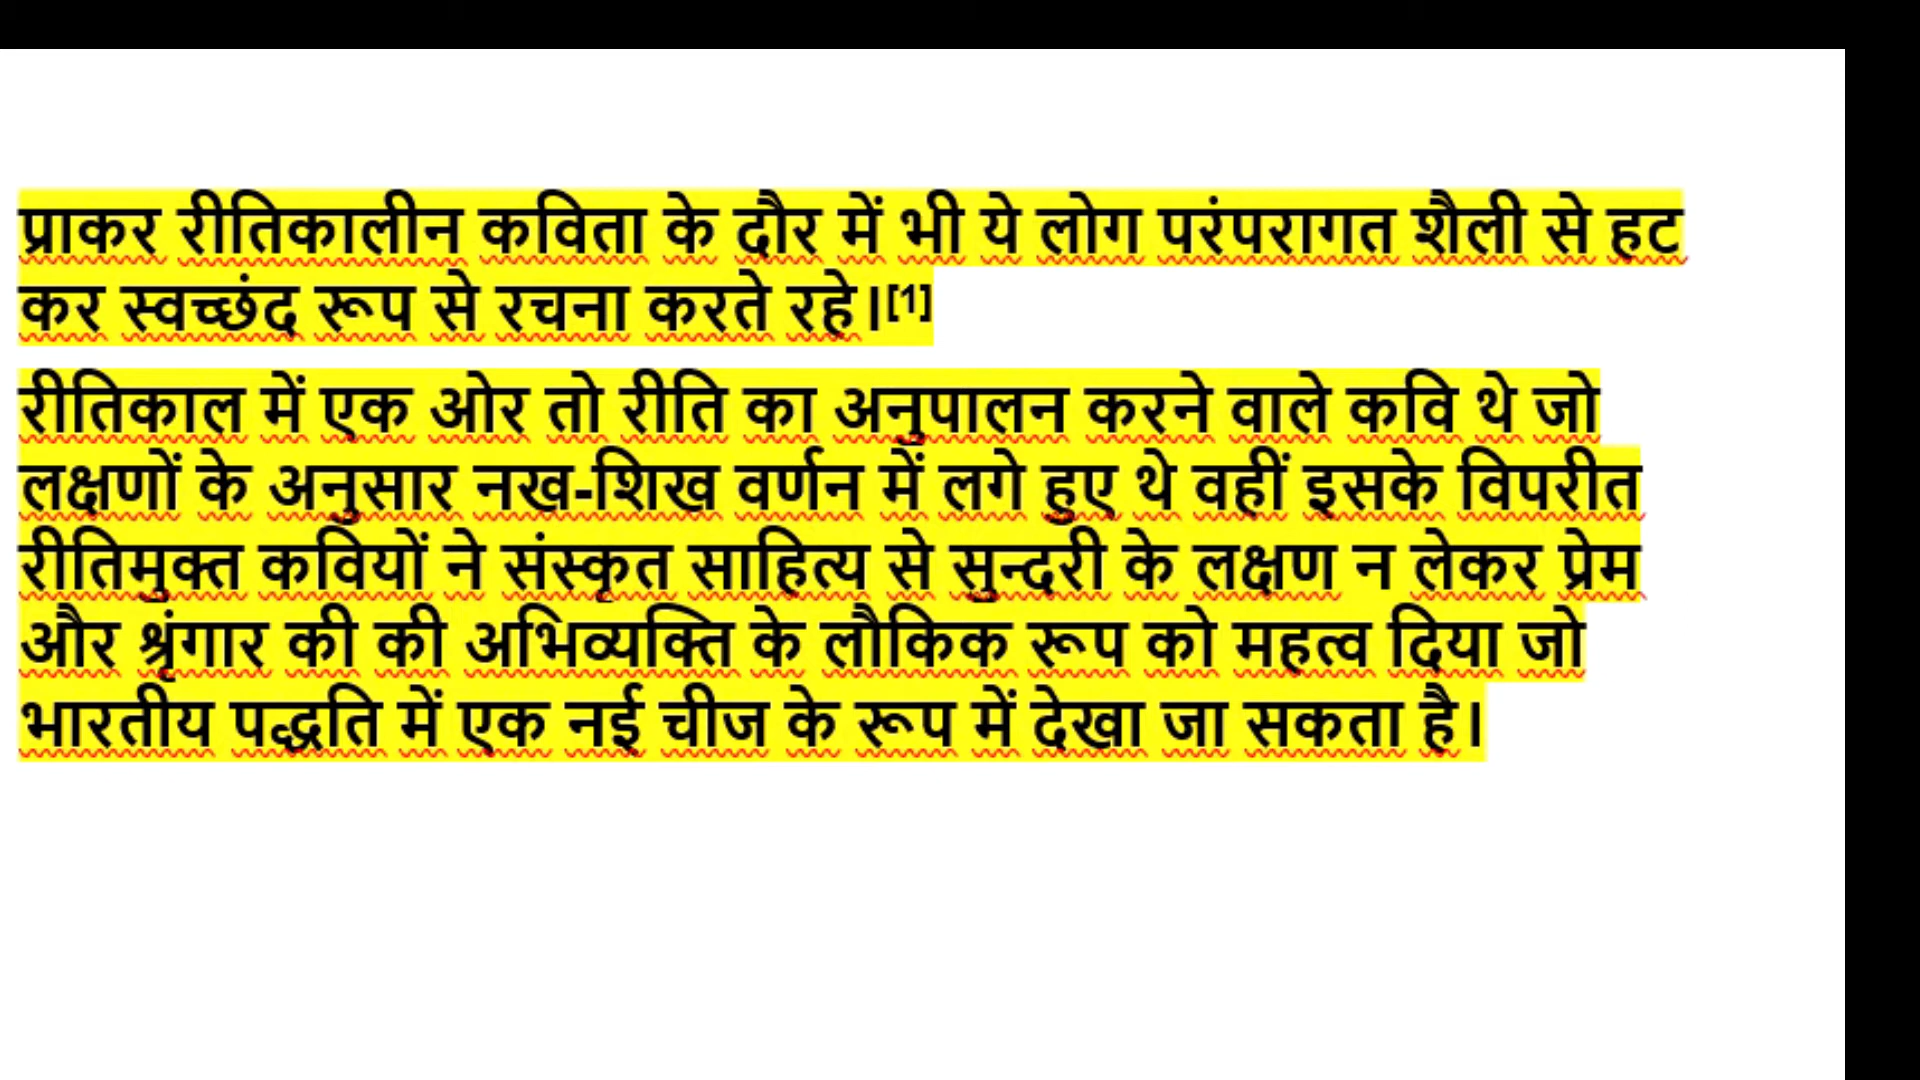 प्राकर रीतिकालीन कविता के दौर में भी ये लोग परंपरागत शैली से हट
कर स्वच्छंद रूप से रचना करते रहे।[1]
रीतिकाल में एक ओर तो रीति का अनुपालन करने वाले कवि थे जो
लक्षणों के अनुसार नख-शिख वर्णन में लगे हुए थे वहीं इसके विपरीत
रीतिमुक्त कवियों ने संस्कृत साहित्य से सुन्दरी के लक्षण न लेकर प्रेम
और श्रृंगार की की अभिव्यक्ति के लौकिक रूप को महत्व दिया जो
भारतीय पद्धति में एक नई चीज के रूप में देखा जा सकता है।